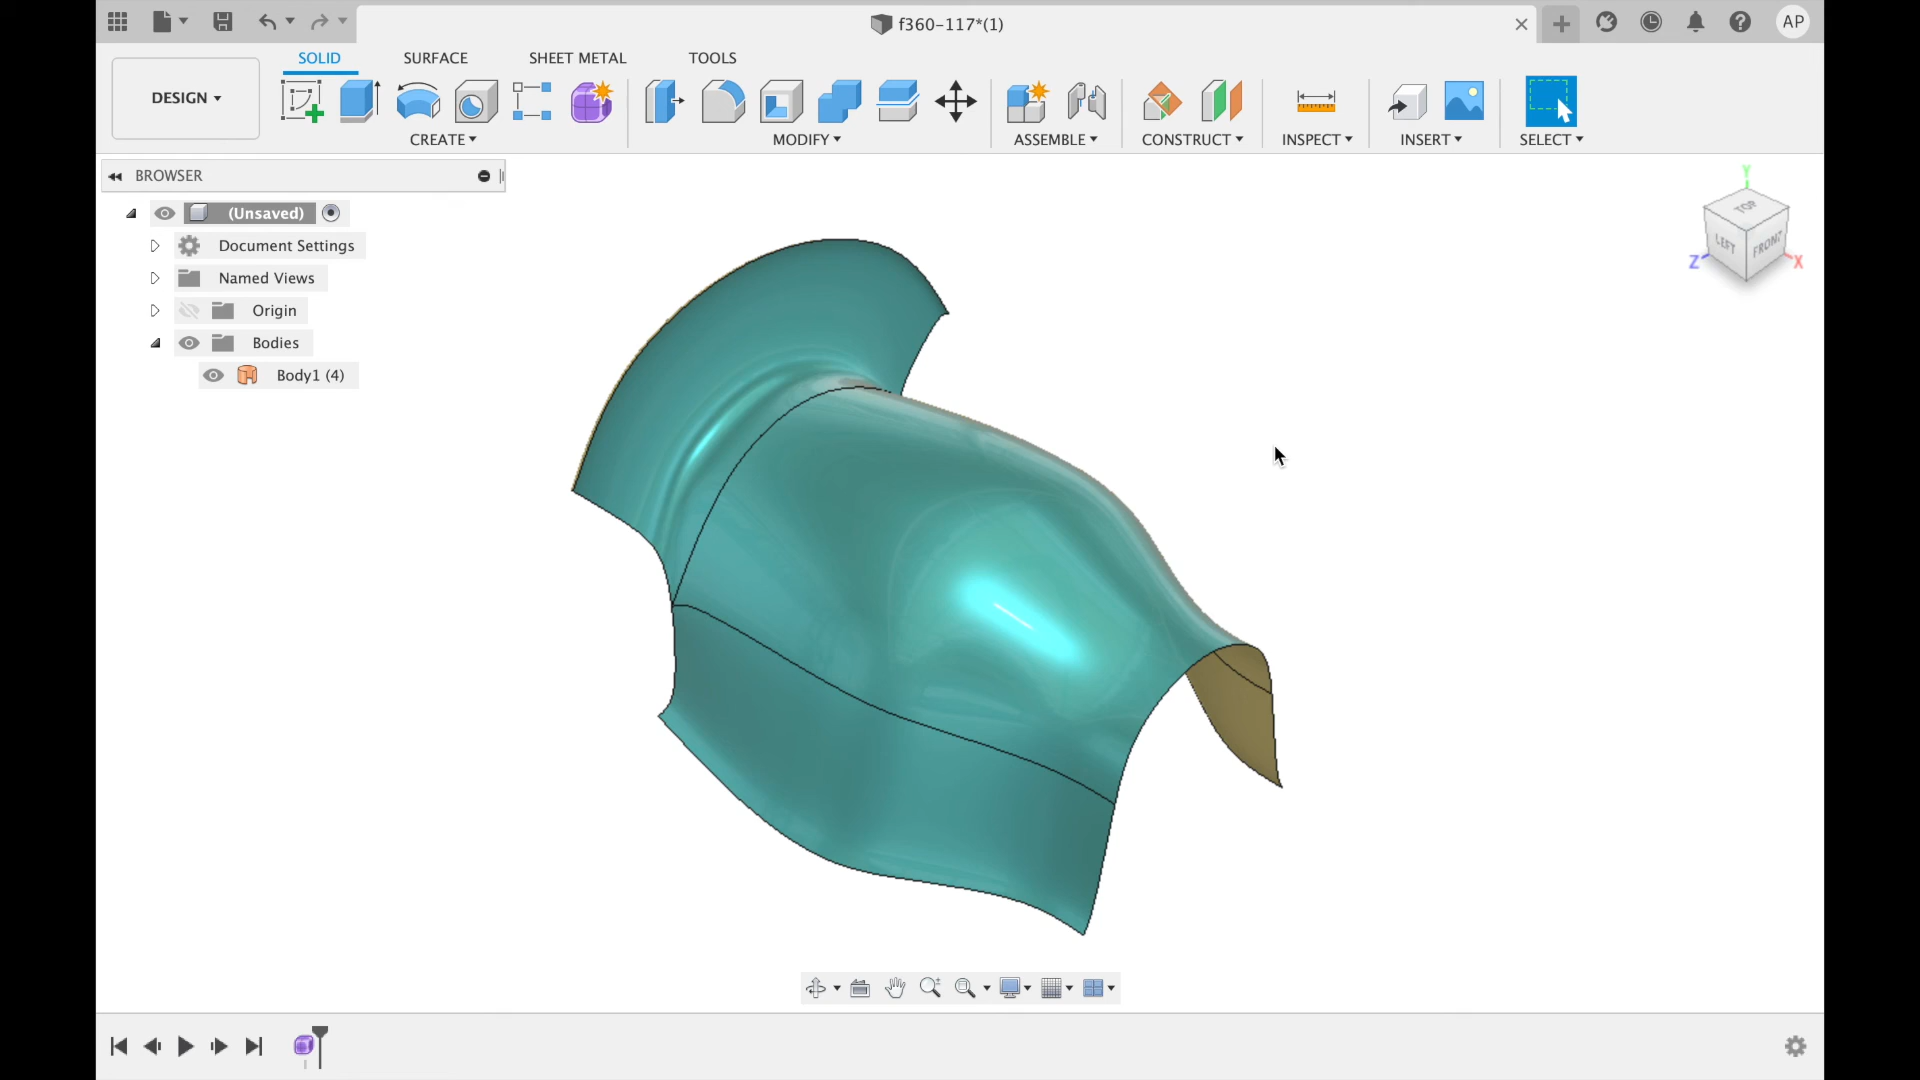 f360-117*(1)
AP
SOLID SURFACE SHEET METAL TOOLS
DESIGN
CREATE MODIFY ASSEMBLE CONSTRUCT INSPECT INSERT SELECT
BROWSER
(Unsaved)
Document Settings
Named Views
Origin
Bodies
Body1 (4)
Y
TOP
LEFT FRONT
Z X